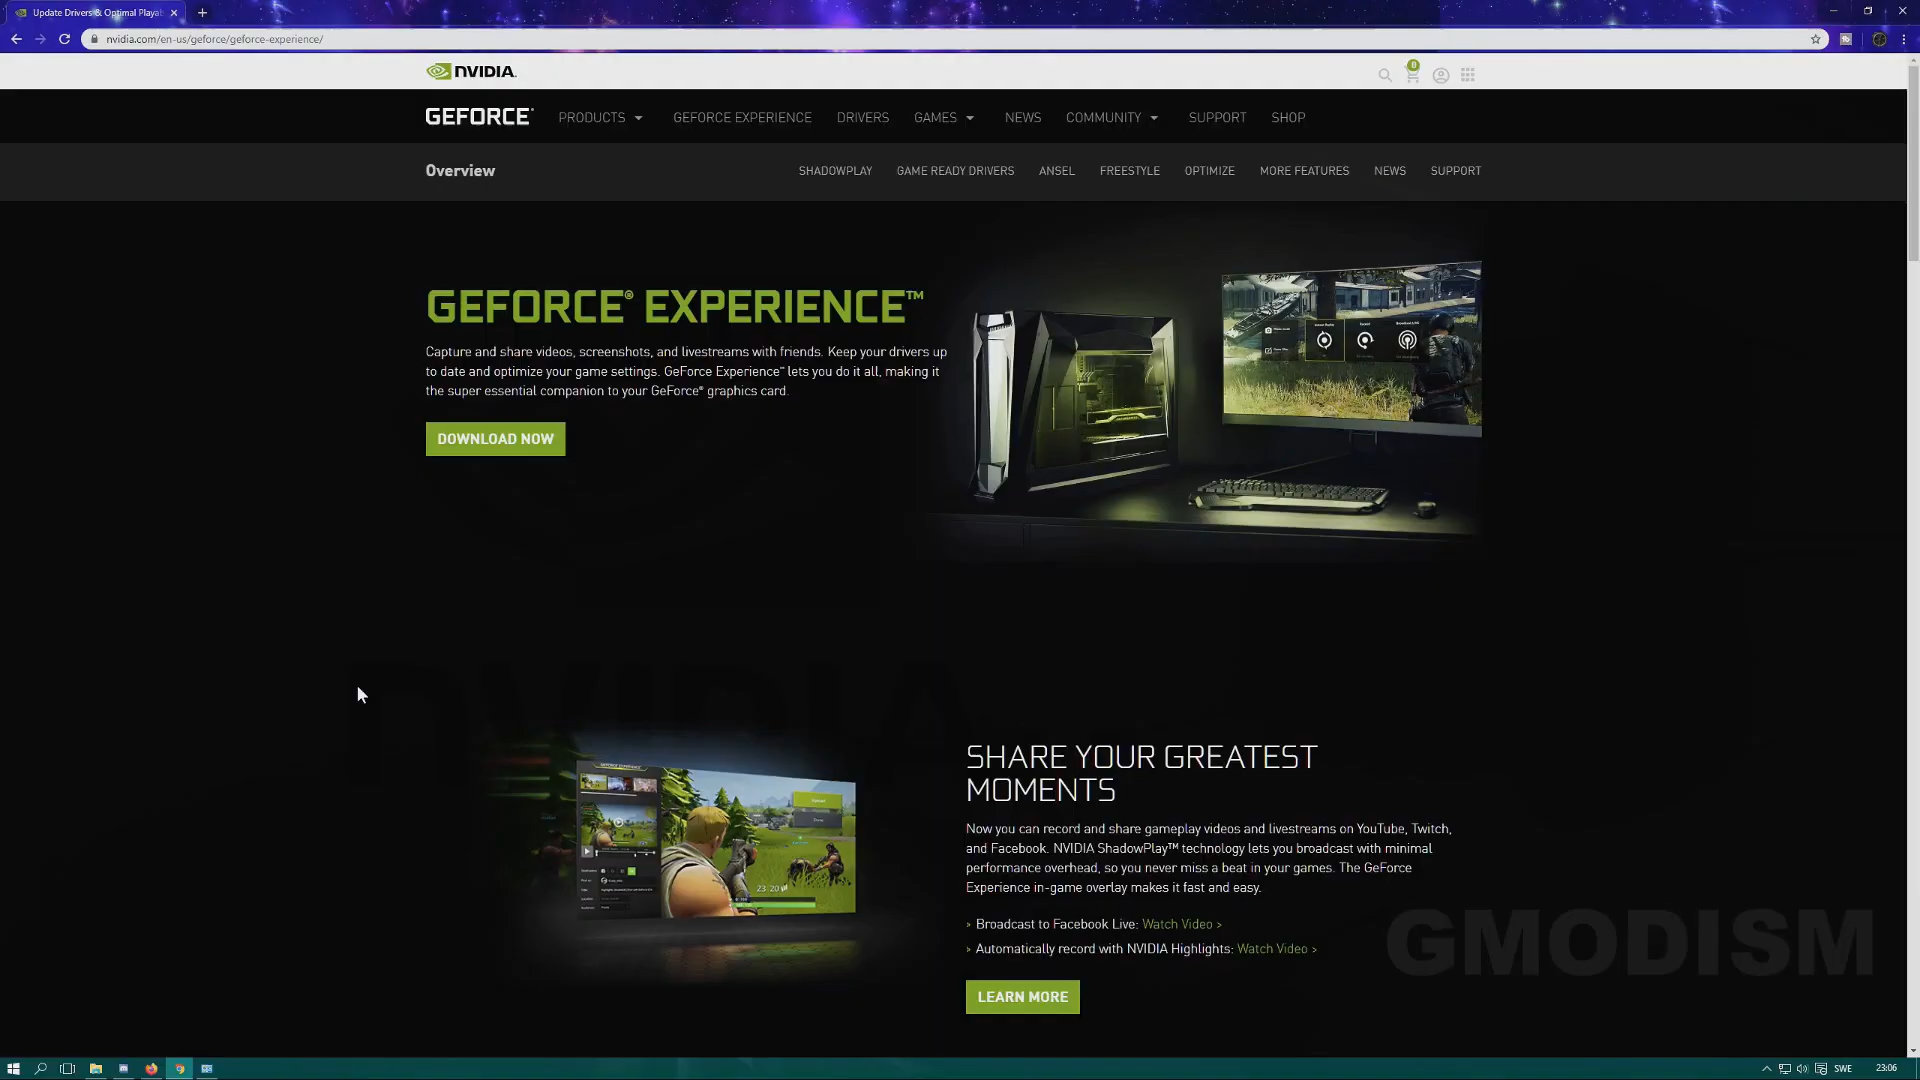 Update Drivers & Optimal Playa
nvidia.com/en-us/geforce/geforce-experience/
NVIDIA.
0
GEFORCE® PRODUCTS GEFORCE EXPERIENCE DRIVERS GAMES NEWS COMMUNITY SUPPORT SHOP
Overview SHADOWPLAY GAME READY DRIVERS ANSEL FREESTYLE OPTIMIZE MORE FEATURES NEWS SUPPORT
GEFORCE® EXPERIENCE™
Capture and share videos, screenshots, and livestreams with friends. Keep your drivers up
to date and optimize your game settings. GeForce Experience™ lets you do it all, making it
the super essential companion to your GeForce® graphics card.
DOWNLOAD NOW
SHARE YOUR GREATEST
MOMENTS
Now you can record and share gameplay videos and livestreams on YouTube, Twitch,
and Facebook. NVIDIA ShadowPlay™ technology lets you broadcast with minimal
performance overhead, so you never miss a beat in your games. The GeForce
Experience in-game overlay makes it fast and easy.
> Broadcast to Facebook Live: Watch Video >
> Automatically record with NVIDIA Highlights: Watch Video >
LEARN MORE
GEFORCE EXPERIENCE
Upload
23:20
GMODISM
SWE 23:06